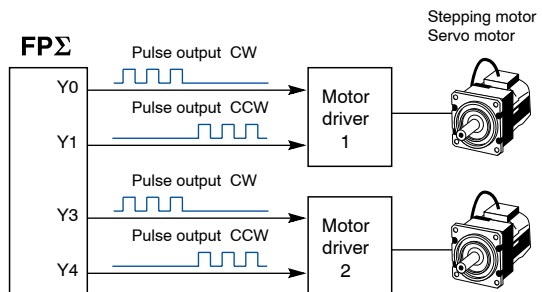 Stepping motor
Servo motor
FPΣ
Pulse output CW
Y0
Pulse output CCW
Y1
Motor
driver
1
Pulse output CW
Y3
Pulse output CCW
Y4
Motor
driver
2